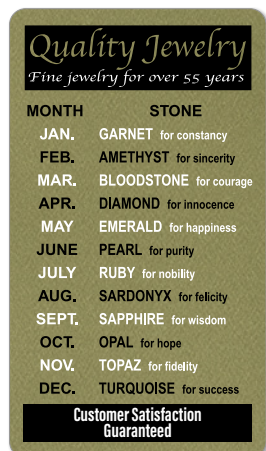 Quality Jewelry
Fine jewelry for over 55 years
MONTH STONE
JAN. GARNET for constancy
FEB. AMETHYST for sincerity
MAR. BLOODSTONE for courage
APR. DIAMOND for innocence
MAY EMERALD for happiness
JUNE PEARL for purity
JULY RUBY for nobility
AUG. SARDONYX for felicity
SEPT. SAPPHIRE for wisdom
OCT. OPAL for hope
NOV. TOPAZ for fidelity
DEC. TURQUOISE for success
Customer Satisfaction
Guaranteed